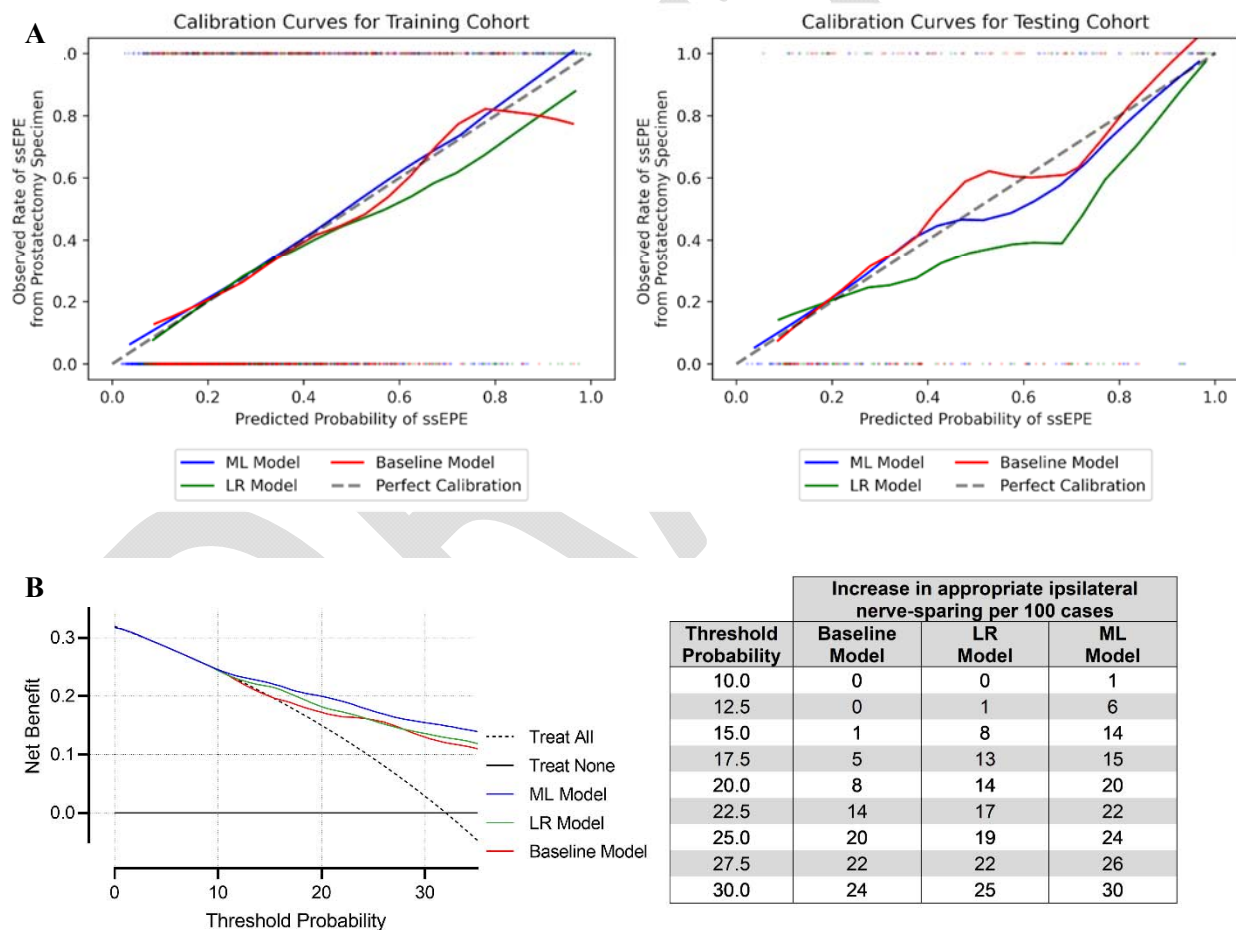 A
Calibration Curves for Training Cohort
.0
0.8
0.6
0.4
0.2
0.0
Observed Rate of ssEPE
from Prostatectomy Specimen
0.0 0.2 0.4 0.6 0.8 1.0
Predicted Probability of ssEPE
ML Model
LR Model
Baseline Model
Perfect Calibration
Calibration Curves for Testing Cohort
1.0
0.8
0.6
0.4
0.2
0.0
Observed Rate of ssEPE
from Prostatectomy Specimen
0.0 0.2 0.4 0.6 0.8 1.0
Predicted Probability of ssEPE
ML Model
LR Model
Baseline Model
Perfect Calibration
B
0.3
0.2
0.1
0.0
Net Benefit
0 10 20 30
Threshold Probability
Treat All
Treat None
ML Model
LR Model
Baseline Model
Increase in appropriate ipsilateral
nerve-sparing per 100 cases
Threshold Baseline LR ML
Probability Model Model Model
10.0 0 0 1
12.5 0 1 6
15.0 1 8 14
17.5 5 13 15
20.0 8 14 20
22.5 14 17 22
25.0 20 19 24
27.5 22 22 26
30.0 24 25 30